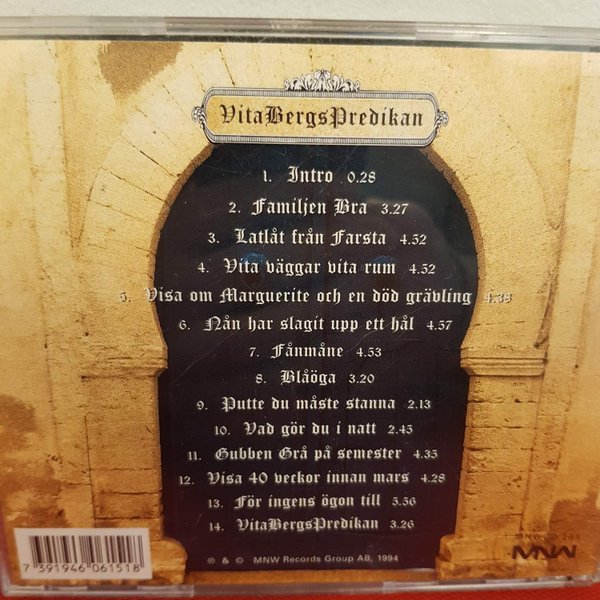 VitaBergsPredikan
1. Intro 0.28
2. Familjen Bra 3.27
3. Latlåt från Farsta 4.52
4. Vita väggar vita rum 4.52
5. Visa om Marguerite och en död grävling 4.38
6. Nån har slagit upp ett hål 4.57
7. Fånmåne 4.53
8. Blåöga 3.20
9. Putte du måste stanna 2.13
10. Vad gör du i natt 2.45
11. Gubben Grå på semester 4.35
12. Visa 40 veckor innan mars 4.28
13. För ingens ögon till 5.56
14. VitaBergsPredikan 3.26
℗ & © MNW Records Group AB, 1994
7 391946 061518
MNW